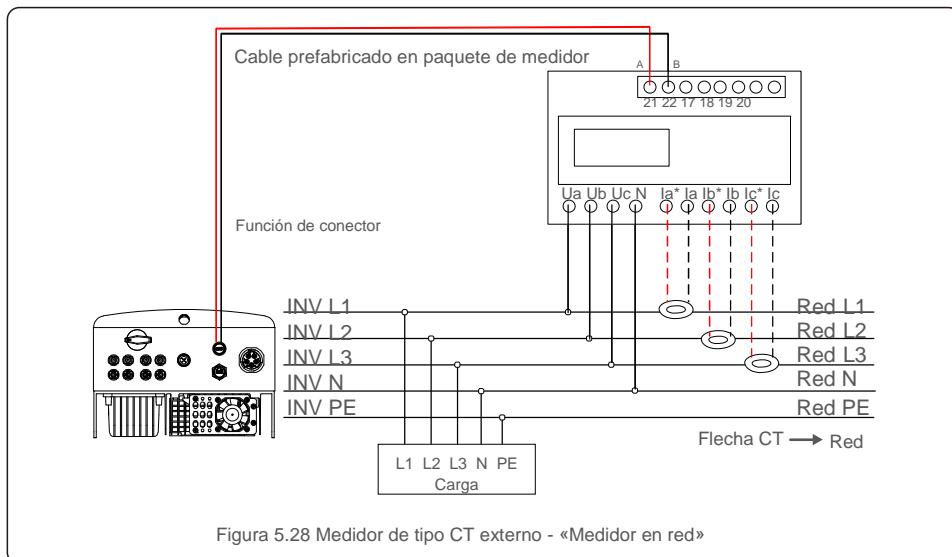 Cable prefabricado en paquete de medidor
A B
21 22 17 18 19 20
Ua Ub Uc N Ia* Ia Ib* Ib Ic* Ic
Función de conector
INV L1 Red L1
INV L2 Red L2
INV L3 Red L3
INV N Red N
INV PE Red PE
Flecha CT → Red
L1 L2 L3 N PE
Carga
Figura 5.28 Medidor de tipo CT externo - «Medidor en red»